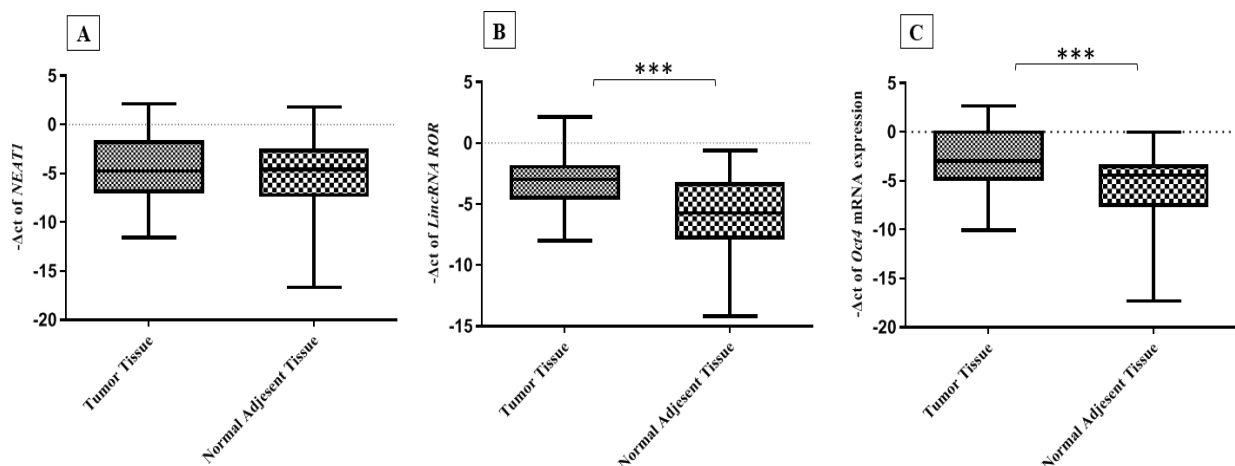 A
-Δct of NEAT1
5
0
-5
-10
-15
-20
Tumor Tissue
Normal Adjesent Tissue
B
***
-Δct of LincRNA ROR
5
0
-5
-10
-15
Tumor Tissue
Normal Adjesent Tissue
C
***
-Δct of Oct4 mRNA expression
5
0
-5
-10
-15
-20
Tumor Tissue
Normal Adjesent Tissue